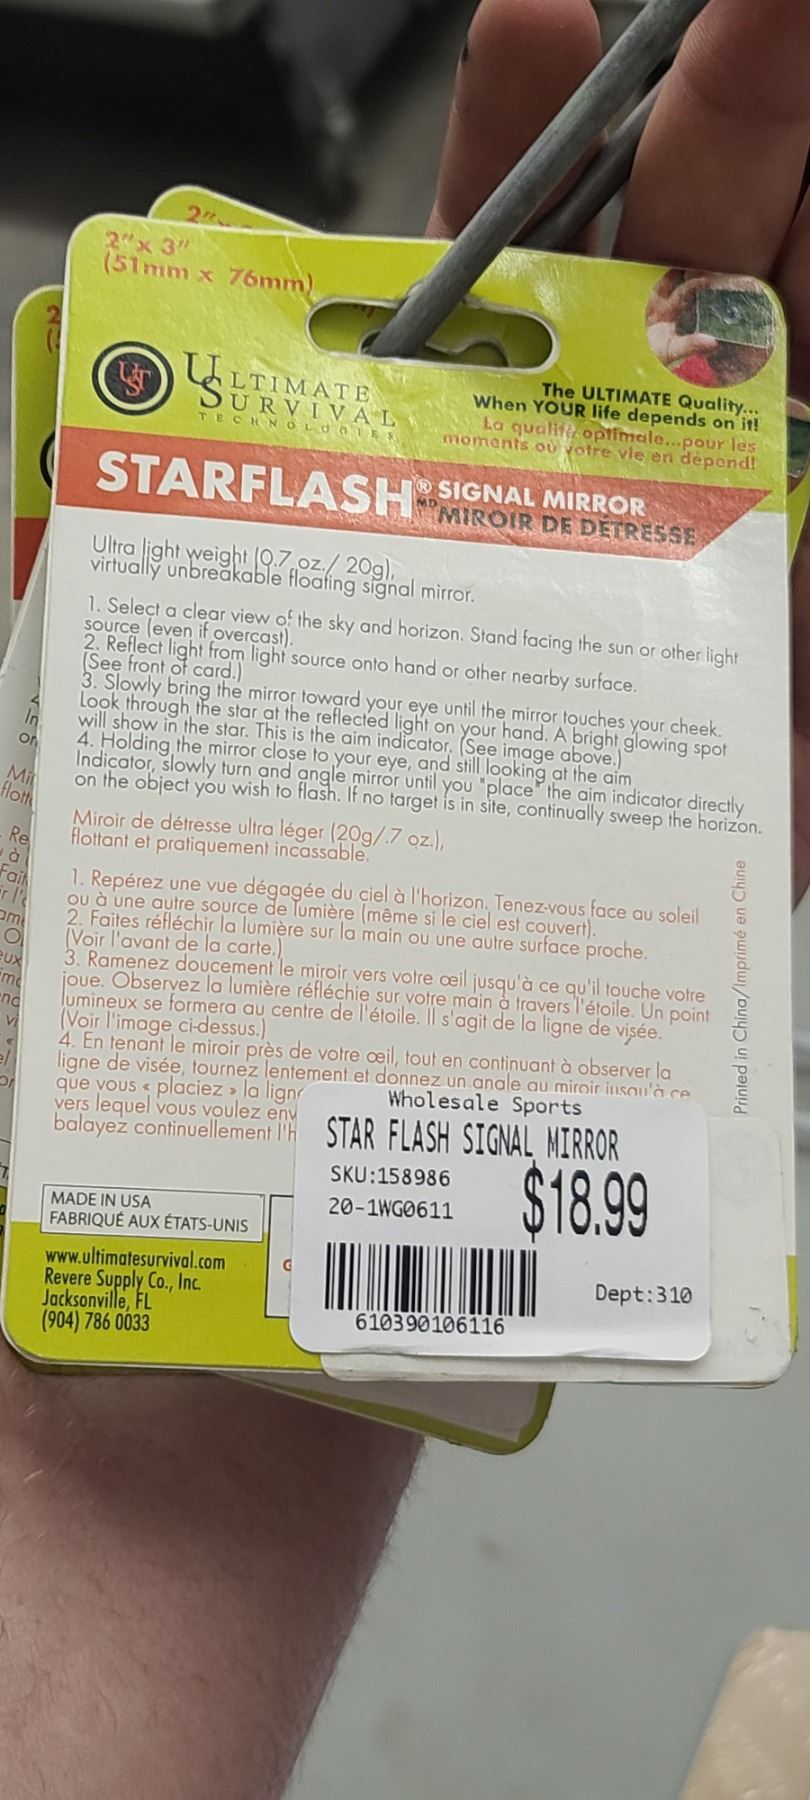 2"
2" x 3"
(51mm x 76mm)
UST
ULTIMATE
SURVIVAL
TECHNOLOGIES
The ULTIMATE Quality...
When YOUR life depends on it!
La qualité optimale...pour les
moments où votre vie en dépend!
STARFLASH® SIGNAL MIRROR
MD MIROIR DE DÉTRESSE
Ultra light weight (0.7 oz./ 20g),
virtually unbreakable floating signal mirror.
1. Select a clear view of the sky and horizon. Stand facing the sun or other light
source (even if overcast).
2. Reflect light from light source onto hand or other nearby surface.
(See front of card.)
3. Slowly bring the mirror toward your eye until the mirror touches your cheek.
Look through the star at the reflected light on your hand. A bright glowing spot
will show in the star. This is the aim indicator. (See image above.)
4. Holding the mirror close to your eye, and still looking at the aim
Indicator, slowly turn and angle mirror until you "place" the aim indicator directly
on the object you wish to flash. If no target is in site, continually sweep the horizon.
Miroir de détresse ultra léger (20g/.7 oz.),
flottant et pratiquement incassable.
1. Repérez une vue dégagée du ciel à l'horizon. Tenez-vous face au soleil
ou à une autre source de lumière (même si le ciel est couvert).
2. Faites réfléchir la lumière sur la main ou une autre surface proche.
(Voir l'avant de la carte.)
3. Ramenez doucement le miroir vers votre œil jusqu'à ce qu'il touche votre
joue. Observez la lumière réfléchie sur votre main à travers l'étoile. Un point
lumineux se formera au centre de l'étoile. Il s'agit de la ligne de visée.
(Voir l'image ci-dessus.)
4. En tenant le miroir près de votre œil, tout en continuant à observer la
ligne de visée, tournez lentement et donnez un angle au miroir jusqu'à ce
que vous « placiez » la lign
vers lequel vous voulez env
balayez continuellement l'h
Printed in China/Imprimé en Chine
MADE IN USA
FABRIQUÉ AUX ÉTATS-UNIS
www.ultimatesurvival.com
Revere Supply Co., Inc.
Jacksonville, FL
(904) 786 0033
Wholesale Sports
STAR FLASH SIGNAL MIRROR
SKU:158986
20-1WG0611
$18.99
Dept:310
610390106116